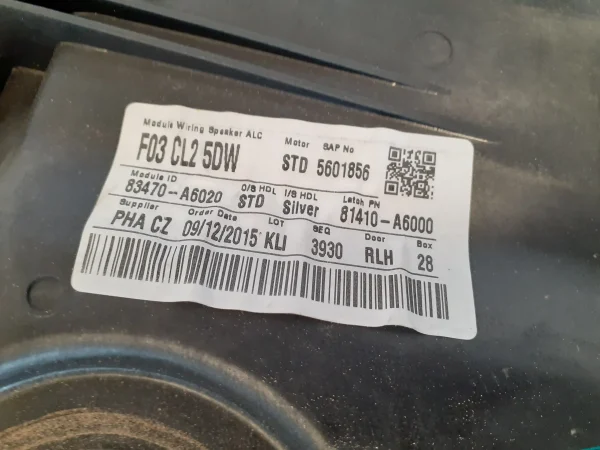 Module Wiring Speaker ALC Motor SAP No
F03 CL2 5DW STD 5601856
Module ID O/S HDL I/S HDL Latch PN
83470-A6020 STD Silver 81410-A6000
Supplier Order Date LOT SEQ Door Box
PHA CZ 09/12/2015 KLI 3930 RLH 28